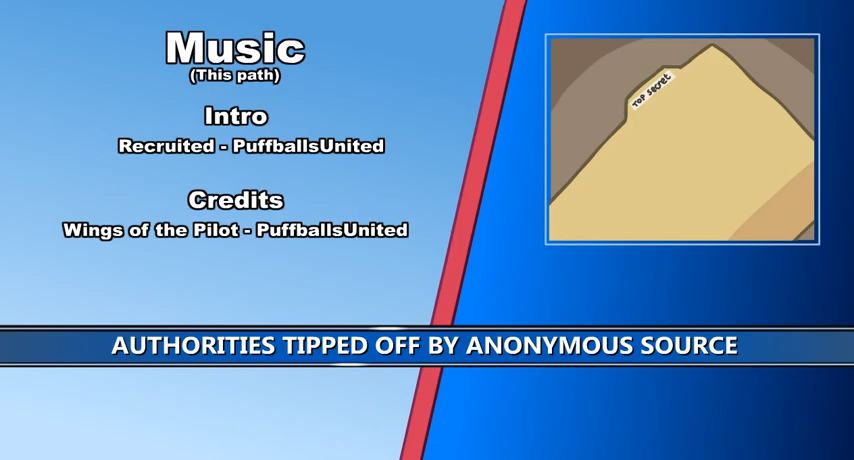 Music
(This path)
Intro
Recruited - PuffballsUnited
Credits
Wings of the Pilot - PuffballsUnited
TOP SECRET
AUTHORITIES TIPPED OFF BY ANONYMOUS SOURCE